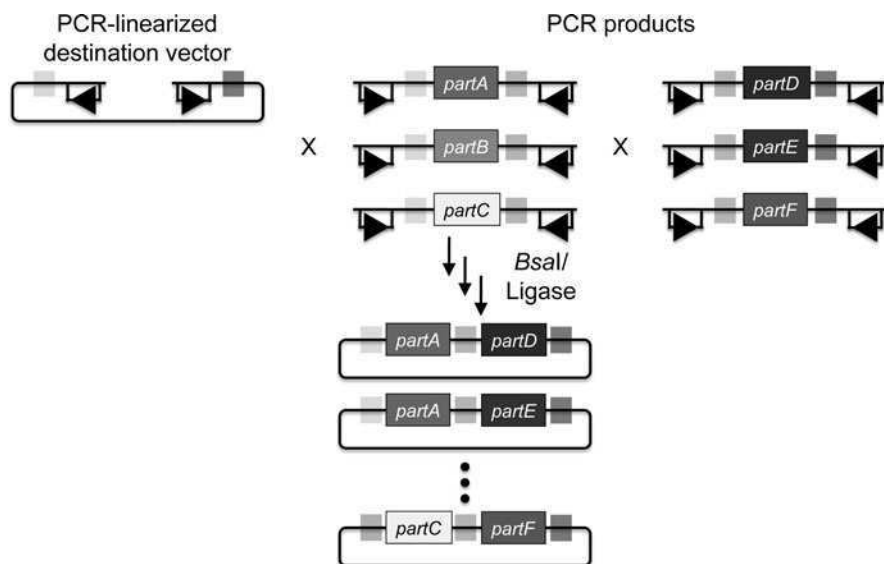 PCR-linearized
destination vector
PCR products
partA
partD
X
partB
X
partE
partC
partF
BsaI/
Ligase
partA
partD
partA
partE
partC
partF